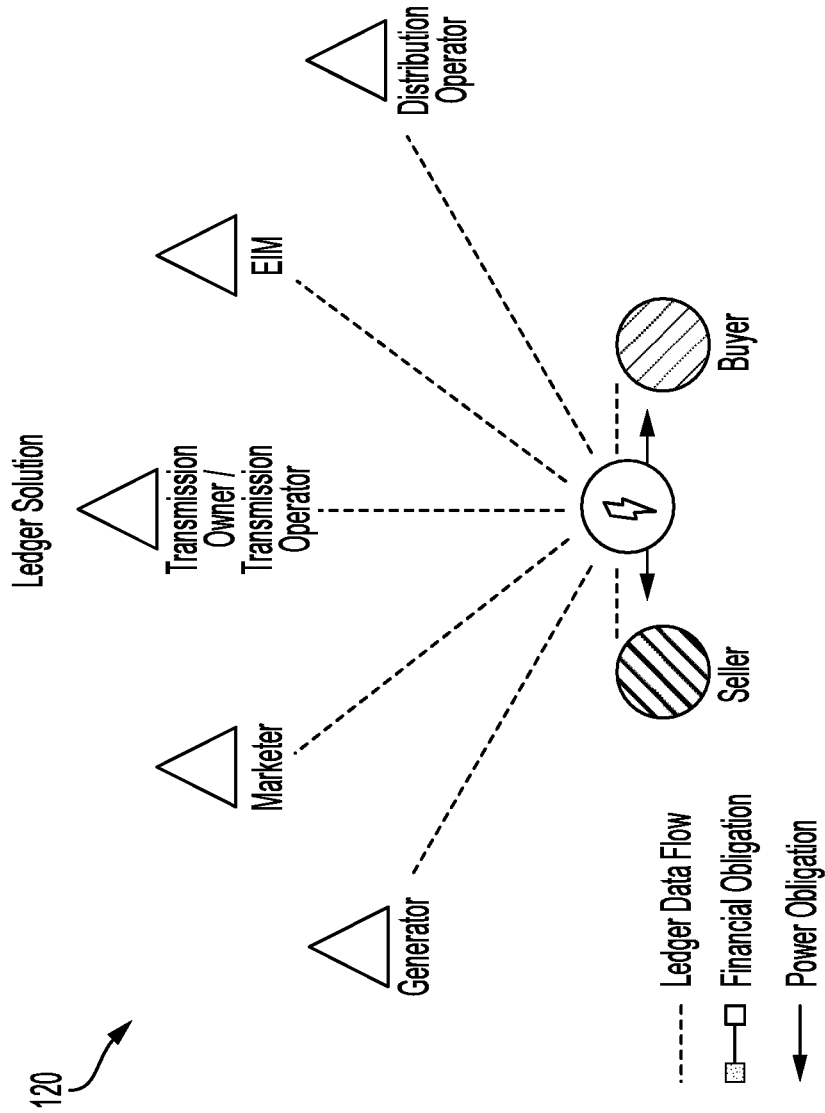 120
Ledger Solution
Transmission
Owner /
Transmission
Operator
Marketer
EIM
Generator
Distribution
Operator
Seller
Buyer
Ledger Data Flow
Financial Obligation
Power Obligation